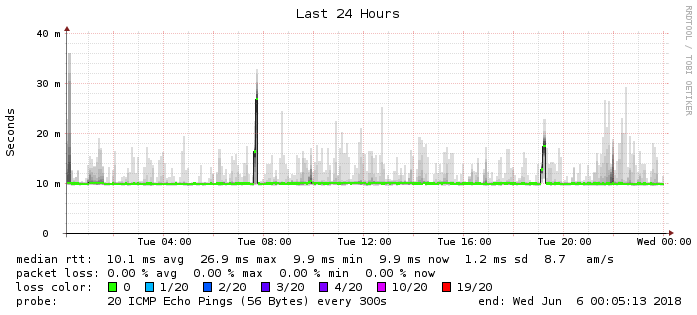 Last 24 Hours
RRDTOOL / TOBI OETIKER
Seconds
40 m
30 m
20 m
10 m
0
Tue 04:00 Tue 08:00 Tue 12:00 Tue 16:00 Tue 20:00 Wed 00:00
median rtt: 10.1 ms avg 26.9 ms max 9.9 ms min 9.9 ms now 1.2 ms sd 8.7 am/s
packet loss: 0.00 % avg 0.00 % max 0.00 % min 0.00 % now
loss color: 0 1/20 2/20 3/20 4/20 10/20 19/20
probe: 20 ICMP Echo Pings (56 Bytes) every 300s end: Wed Jun 6 00:05:13 2018